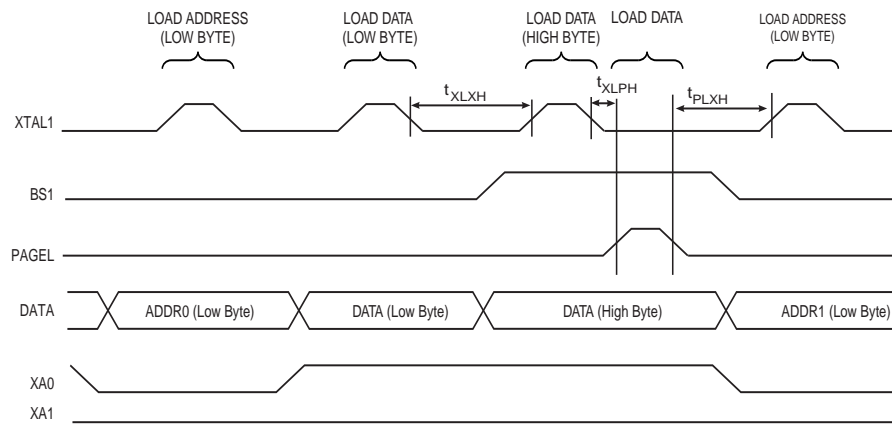 LOAD ADDRESS
(LOW BYTE)
LOAD DATA
(LOW BYTE)
LOAD DATA
(HIGH BYTE)
LOAD DATA
LOAD ADDRESS
(LOW BYTE)
tXLXH
tXLPH
tPLXH
XTAL1
BS1
PAGEL
DATA
ADDR0 (Low Byte)
DATA (Low Byte)
DATA (High Byte)
ADDR1 (Low Byte)
XA0
XA1